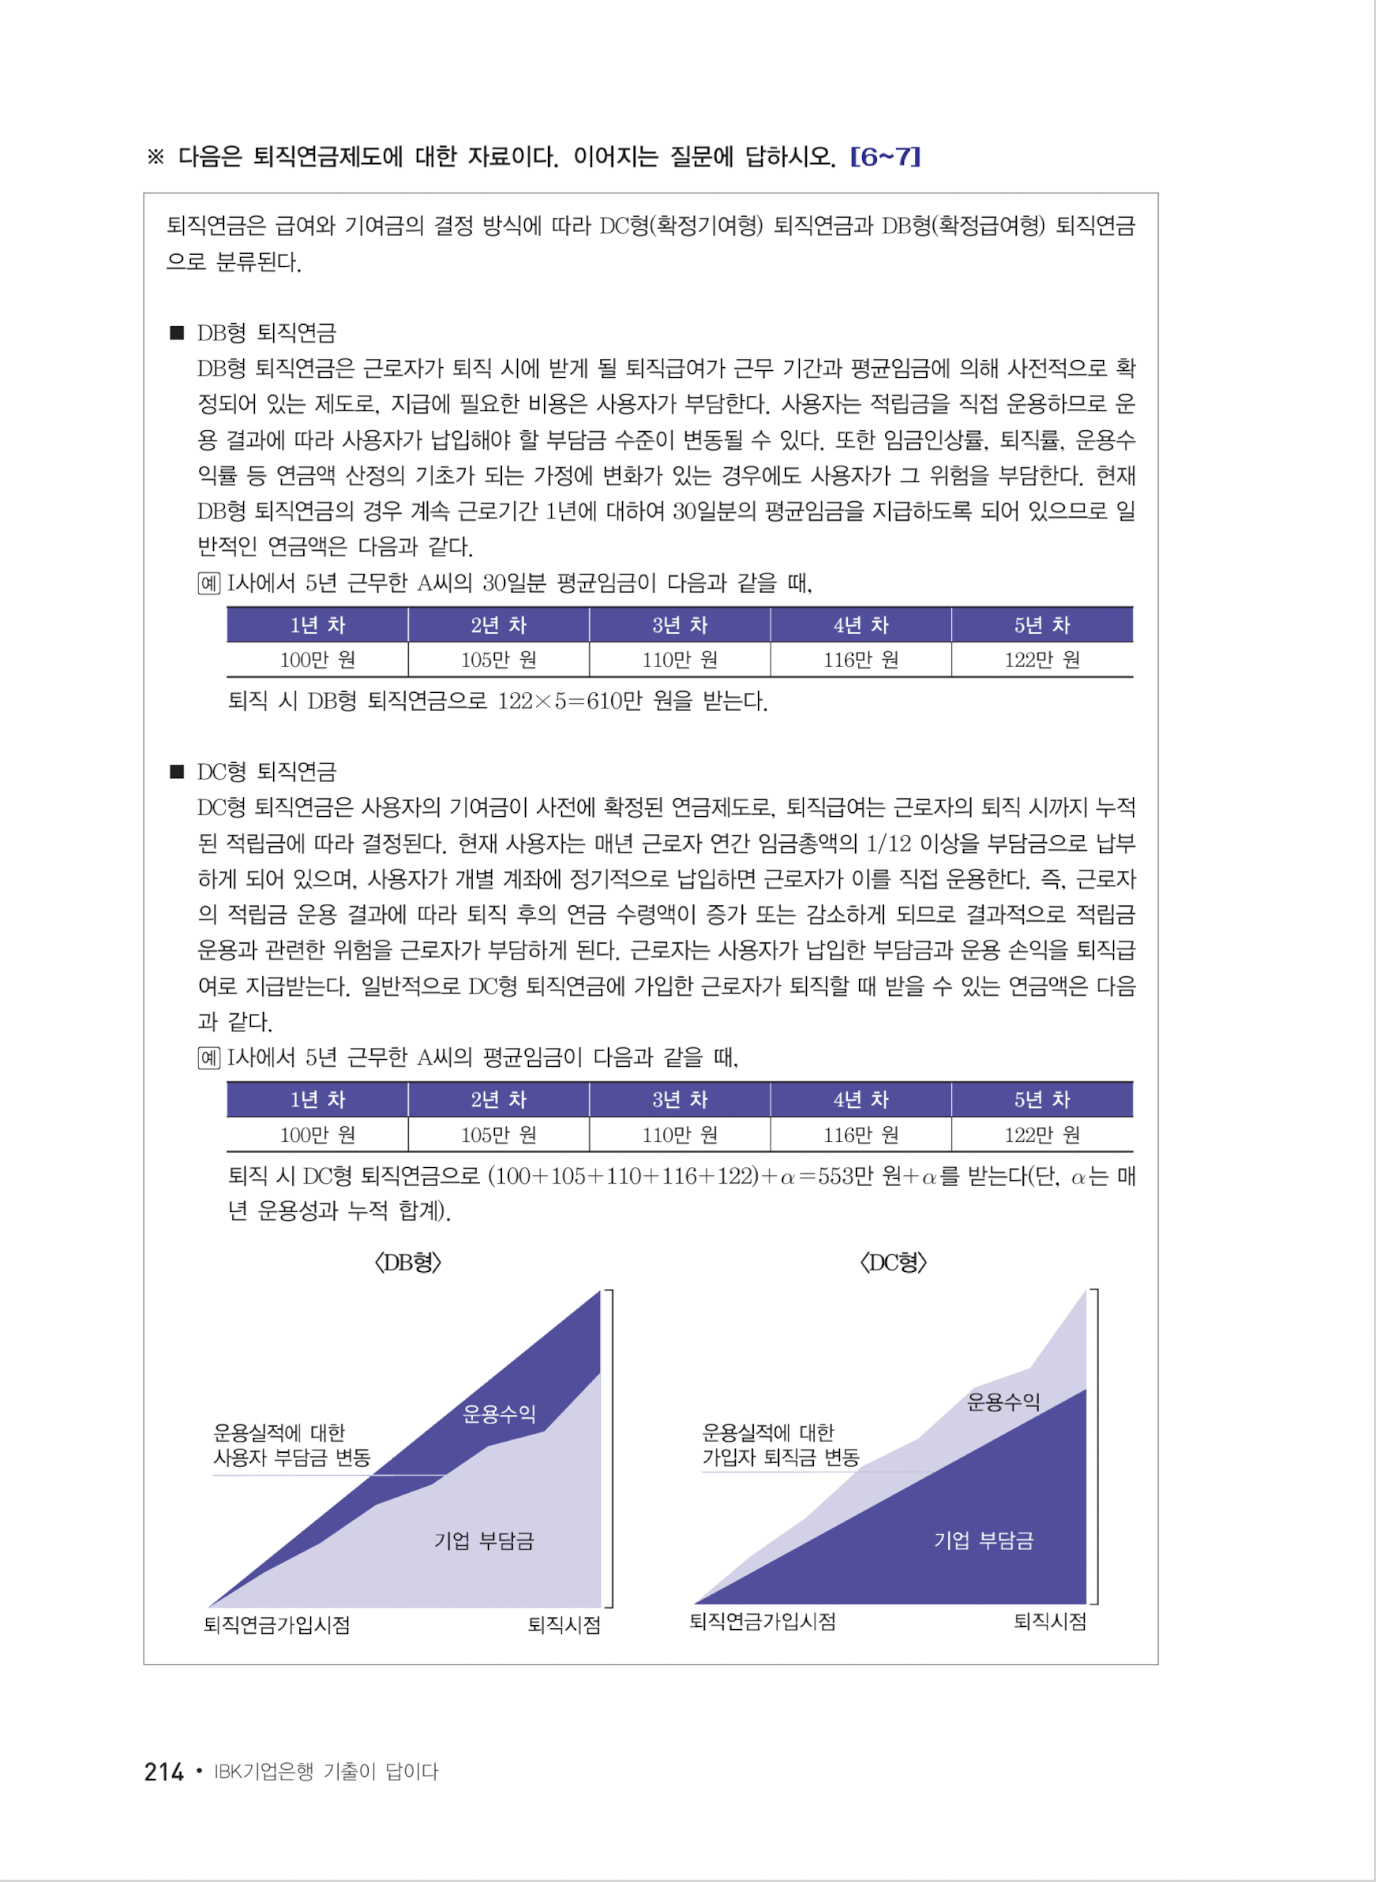 ※ 다음은 퇴직연금제도에 대한 자료이다. 이어지는 질문에 답하시오. [6~7]
퇴직연금은 급여와 기여금의 결정 방식에 따라 DC형(확정기여형) 퇴직연금과 DB형(확정급여형) 퇴직연금
으로 분류된다.
■ DB형 퇴직연금
DB형 퇴직연금은 근로자가 퇴직 시에 받게 될 퇴직급여가 근무 기간과 평균임금에 의해 사전적으로 확
정되어 있는 제도로, 지급에 필요한 비용은 사용자가 부담한다. 사용자는 적립금을 직접 운용하므로 운
용 결과에 따라 사용자가 납입해야 할 부담금 수준이 변동될 수 있다. 또한 임금인상률, 퇴직률, 운용수
익률 등 연금액 산정의 기초가 되는 가정에 변화가 있는 경우에도 사용자가 그 위험을 부담한다. 현재
DB형 퇴직연금의 경우 계속 근로기간 1년에 대하여 30일분의 평균임금을 지급하도록 되어 있으므로 일
반적인 연금액은 다음과 같다.
예 I사에서 5년 근무한 A씨의 30일분 평균임금이 다음과 같을 때,
1년 차 2년 차 3년 차 4년 차 5년 차
100만 원 105만 원 110만 원 116만 원 122만 원
퇴직 시 DB형 퇴직연금으로 122×5=610만 원을 받는다.
■ DC형 퇴직연금
DC형 퇴직연금은 사용자의 기여금이 사전에 확정된 연금제도로, 퇴직급여는 근로자의 퇴직 시까지 누적
된 적립금에 따라 결정된다. 현재 사용자는 매년 근로자 연간 임금총액의 1/12 이상을 부담금으로 납부
하게 되어 있으며, 사용자가 개별 계좌에 정기적으로 납입하면 근로자가 이를 직접 운용한다. 즉, 근로자
의 적립금 운용 결과에 따라 퇴직 후의 연금 수령액이 증가 또는 감소하게 되므로 결과적으로 적립금
운용과 관련한 위험을 근로자가 부담하게 된다. 근로자는 사용자가 납입한 부담금과 운용 손익을 퇴직급
여로 지급받는다. 일반적으로 DC형 퇴직연금에 가입한 근로자가 퇴직할 때 받을 수 있는 연금액은 다음
과 같다.
예 I사에서 5년 근무한 A씨의 평균임금이 다음과 같을 때,
1년 차 2년 차 3년 차 4년 차 5년 차
100만 원 105만 원 110만 원 116만 원 122만 원
퇴직 시 DC형 퇴직연금으로 (100+105+110+116+122)+α=553만 원+α를 받는다(단, α는 매
년 운용성과 누적 합계).
〈DB형〉
운용수익
운용실적에 대한
사용자 부담금 변동
기업 부담금
퇴직연금가입시점 퇴직시점
〈DC형〉
운용수익
운용실적에 대한
가입자 퇴직금 변동
기업 부담금
퇴직연금가입시점 퇴직시점
214 • IBK기업은행 기출이 답이다